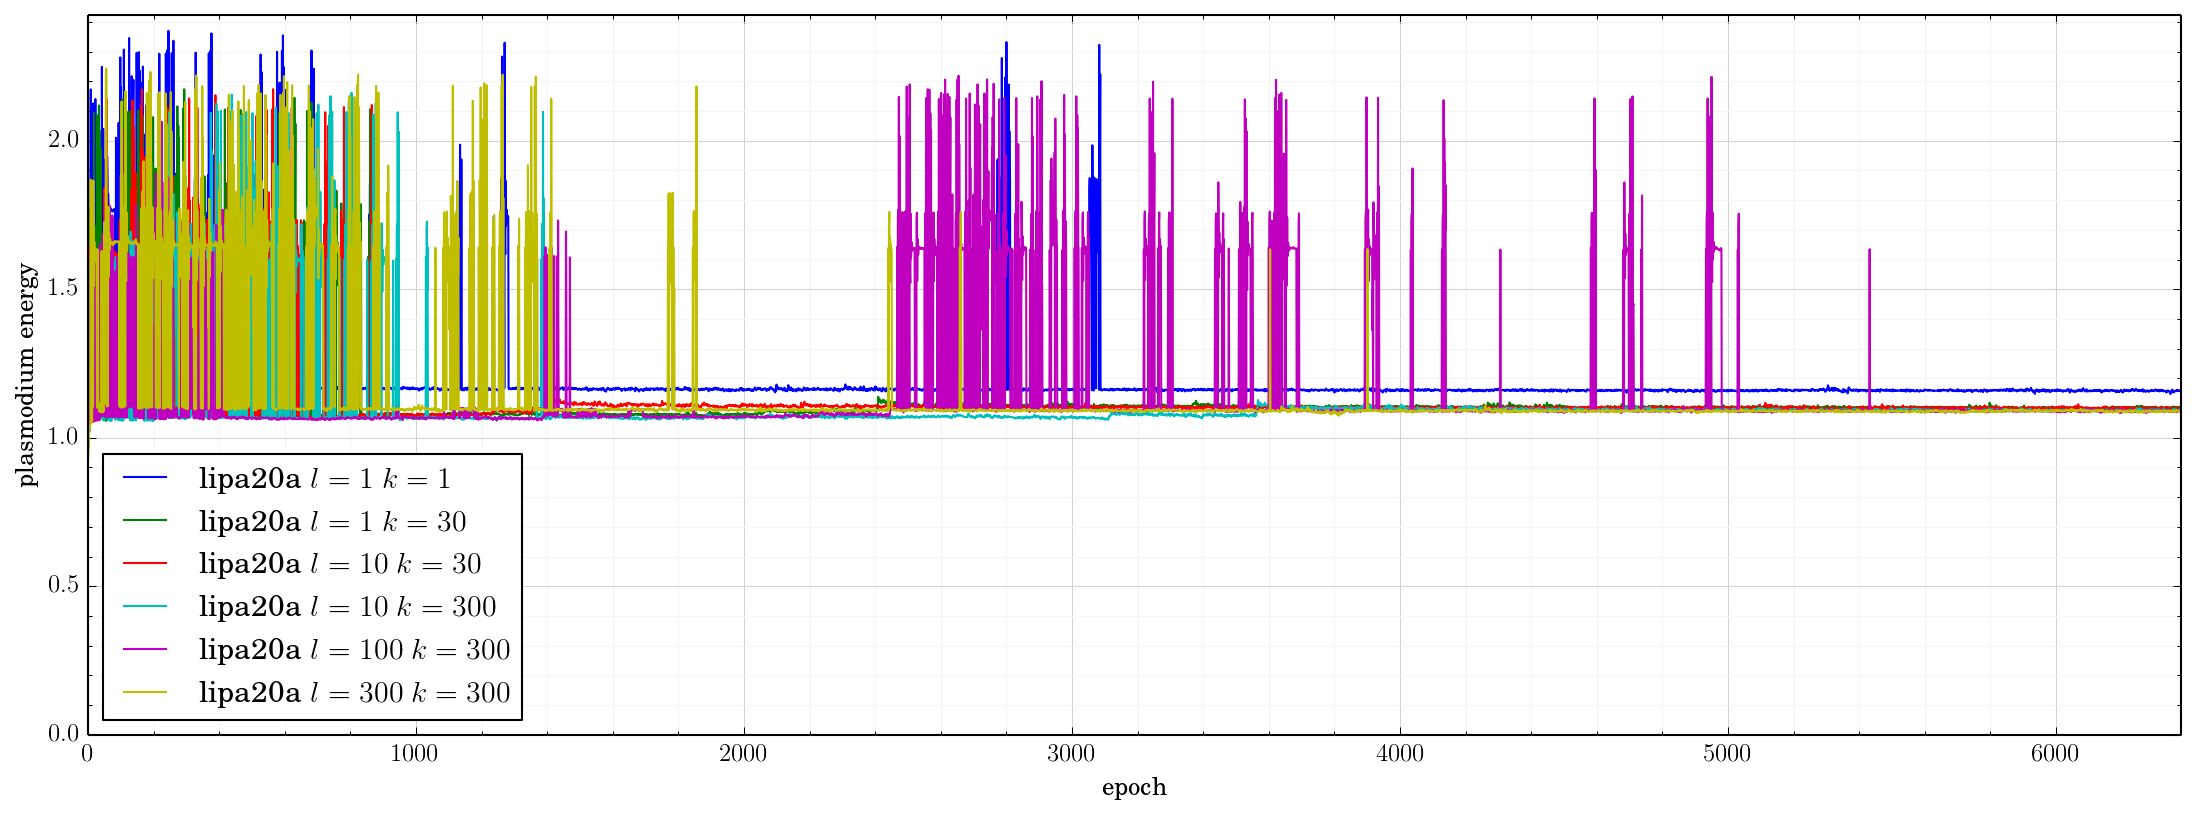 plasmodium energy
2.0
1.5
1.0
0.5
0.0
lipa20a l = 1 k = 1
lipa20a l = 1 k = 30
lipa20a l = 10 k = 30
lipa20a l = 10 k = 300
lipa20a l = 100 k = 300
lipa20a l = 300 k = 300
0 1000 2000 3000 4000 5000 6000
epoch